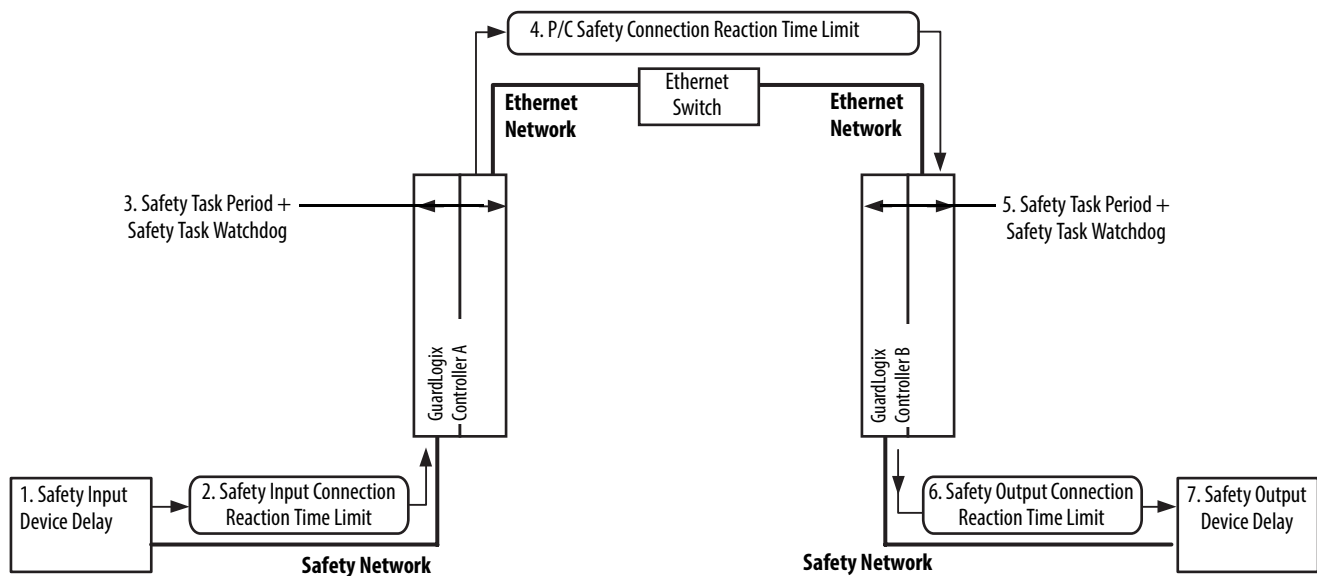 4. P/C Safety Connection Reaction Time Limit
Ethernet
Switch
Ethernet
Network
Ethernet
Network
3. Safety Task Period +
Safety Task Watchdog
5. Safety Task Period +
Safety Task Watchdog
GuardLogix
Controller A
GuardLogix
Controller B
1. Safety Input
Device Delay
2. Safety Input Connection
Reaction Time Limit
6. Safety Output Connection
Reaction Time Limit
7. Safety Output
Device Delay
Safety Network
Safety Network